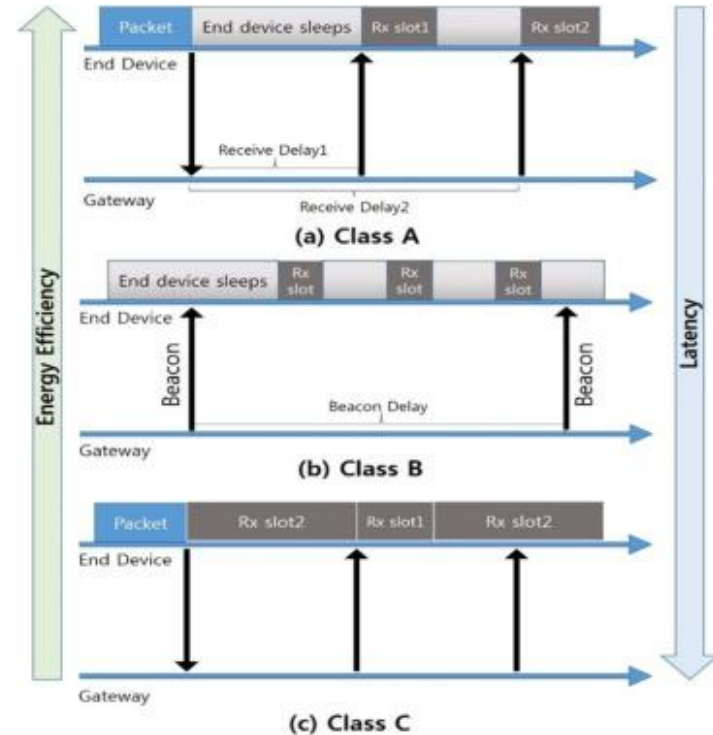 Packet End device sleeps Rx slot1 Rx slot2
End Device
Receive Delay1
Gateway
Receive Delay2
(a) Class A
End device sleeps Rx slot Rx slot Rx slot
End Device
Beacon Beacon
Beacon Delay
Gateway
(b) Class B
Packet Rx slot2 Rx slot1 Rx slot2
End Device
Gateway
(c) Class C
Energy Efficiency
Latency